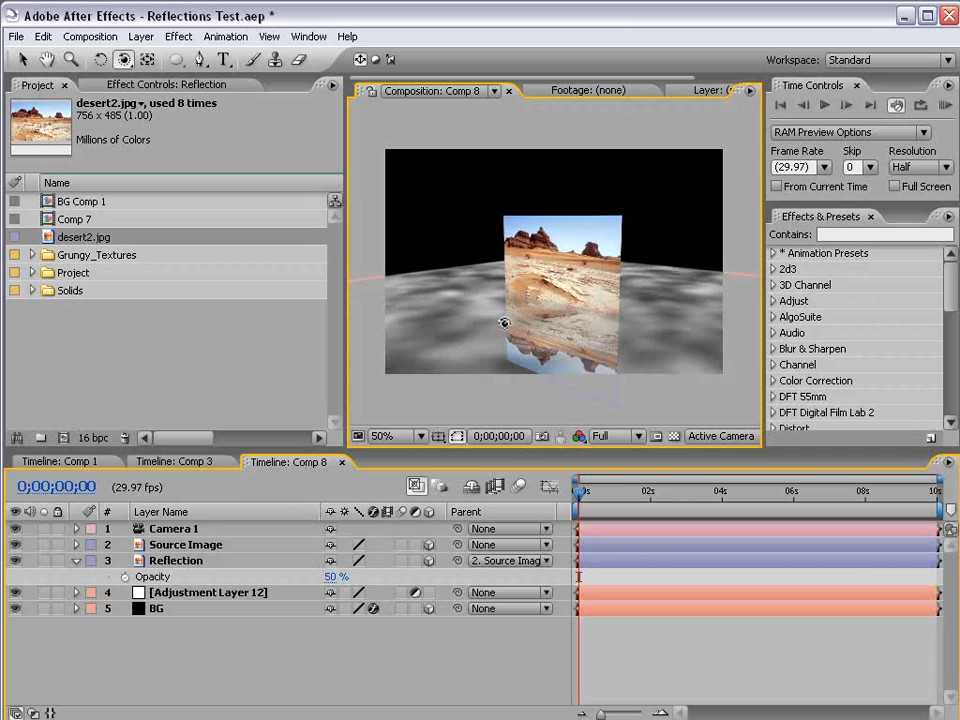 Adobe After Effects - Reflections Test.aep *
File Edit Composition Layer Effect Animation View Window Help
Workspace: Standard
Project Effect Controls: Reflection
Composition: Comp 8 Footage: (none) Layer: (
Time Controls
desert2.jpg, used 8 times
756 x 485 (1.00)
Millions of Colors
RAM Preview Options
Frame Rate Skip Resolution
(29.97) 0 Half
From Current Time Full Screen
Name
BG Comp 1
Comp 7
desert2.jpg
Grungy_Textures
Project
Solids
Effects & Presets
Contains:
* Animation Presets
2d3
3D Channel
Adjust
AlgoSuite
Audio
Blur & Sharpen
Channel
Color Correction
DFT 55mm
DFT Digital Film Lab 2
Distort
16 bpc
50% 0;00;00;00 Full Active Camera
Timeline: Comp 1 Timeline: Comp 3 Timeline: Comp 8
0;00;00;00 (29.97 fps)
0s 02s 04s 06s 08s 10s
# Layer Name Parent
1 Camera 1 None
2 Source Image None
3 Reflection 2. Source Imag
Opacity 50 %
4 [Adjustment Layer 12] None
5 BG None